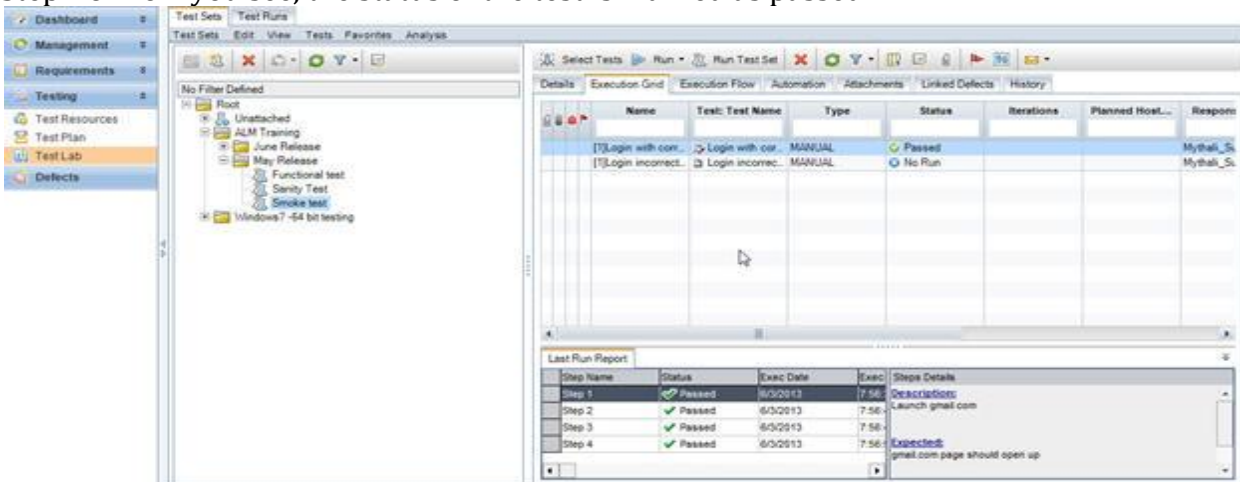 Dashboard
Management
Requirements
Testing
Test Resources
Test Plan
Test Lab
Defects
Test Sets Test Runs
Test Sets Edit View Tests Favorites Analysis
No Filter Defined
Root
Unattached
ALM Training
June Release
May Release
Functional test
Sanity Test
Smoke test
Windows7 -64 bit testing
Select Tests Run Run Test Set
Details Execution Grid Execution Flow Automation Attachments Linked Defects History
Name Test: Test Name Type Status Iterations Planned Host... Respon
[1]Login with corr... Login with cor... MANUAL Passed Mythali_Su
[1]Login incorrect... Login incorrec... MANUAL No Run Mythali_Su
Last Run Report
Step Name Status Exec Date Exec Steps Details
Step 1 Passed 6/3/2013 7:56: Description:
Step 2 Passed 6/3/2013 7:56: Launch gmail.com
Step 3 Passed 6/3/2013 7:56:
Step 4 Passed 6/3/2013 7:56: Expected:
gmail.com page should open up